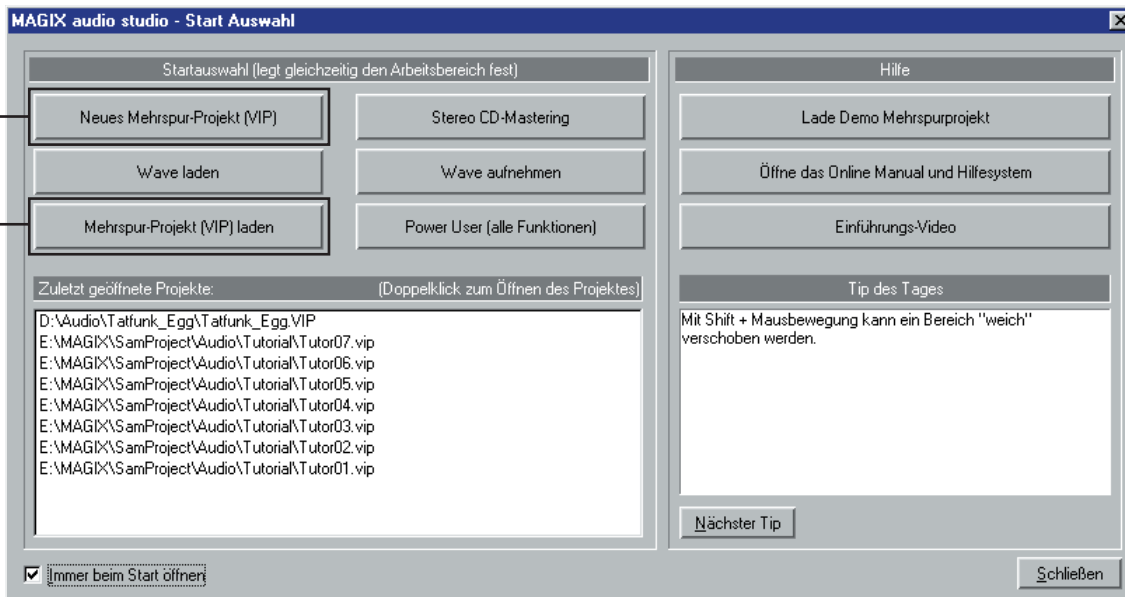 MAGIX audio studio - Start Auswahl
Startauswahl (legt gleichzeitig den Arbeitsbereich fest)
Neues Mehrspur-Projekt (VIP)
Stereo CD-Mastering
Wave laden
Wave aufnehmen
Mehrspur-Projekt (VIP) laden
Power User (alle Funktionen)
Zuletzt geöffnete Projekte: (Doppelklick zum Öffnen des Projektes)
D:\Audio\Tatfunk_Egg\Tatfunk_Egg.VIP
E:\MAGIX\SamProject\Audio\Tutorial\Tutor07.vip
E:\MAGIX\SamProject\Audio\Tutorial\Tutor06.vip
E:\MAGIX\SamProject\Audio\Tutorial\Tutor05.vip
E:\MAGIX\SamProject\Audio\Tutorial\Tutor04.vip
E:\MAGIX\SamProject\Audio\Tutorial\Tutor03.vip
E:\MAGIX\SamProject\Audio\Tutorial\Tutor02.vip
E:\MAGIX\SamProject\Audio\Tutorial\Tutor01.vip
Immer beim Start öffnen
Hilfe
Lade Demo Mehrspurprojekt
Öffne das Online Manual und Hilfesystem
Einführungs-Video
Tip des Tages
Mit Shift + Mausbewegung kann ein Bereich "weich"
verschoben werden.
Nächster Tip
Schließen